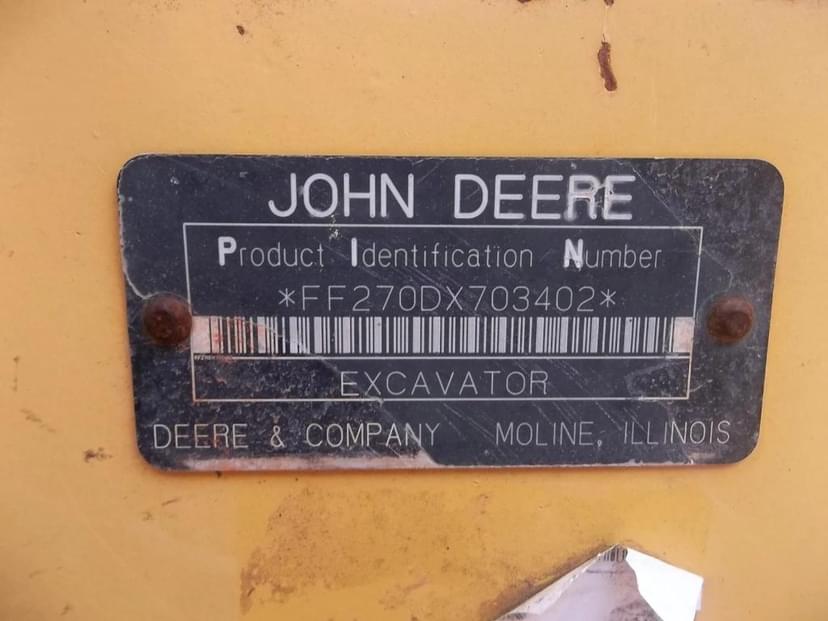 JOHN DEERE
Product Identification Number
*FF270DX703402*
EXCAVATOR
DEERE & COMPANY MOLINE, ILLINOIS